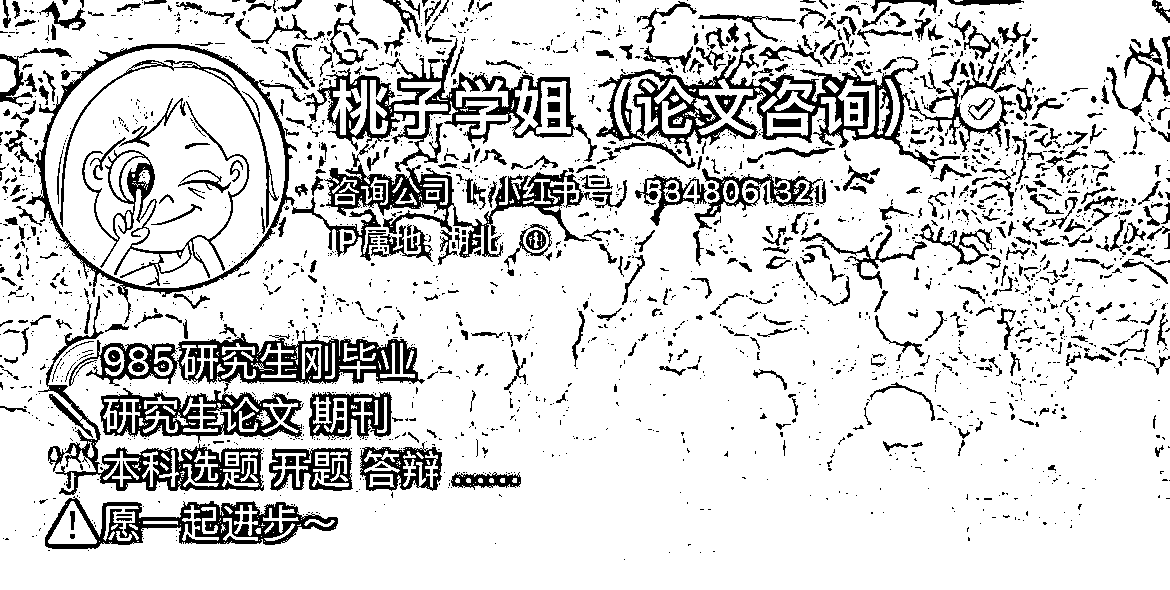 桃子学姐（论文咨询）
咨询公司 | 小红书号：5348061321
IP属地：湖北
985研究生刚毕业
研究生论文 期刊
本科选题 开题 答辩 ......
愿一起进步～